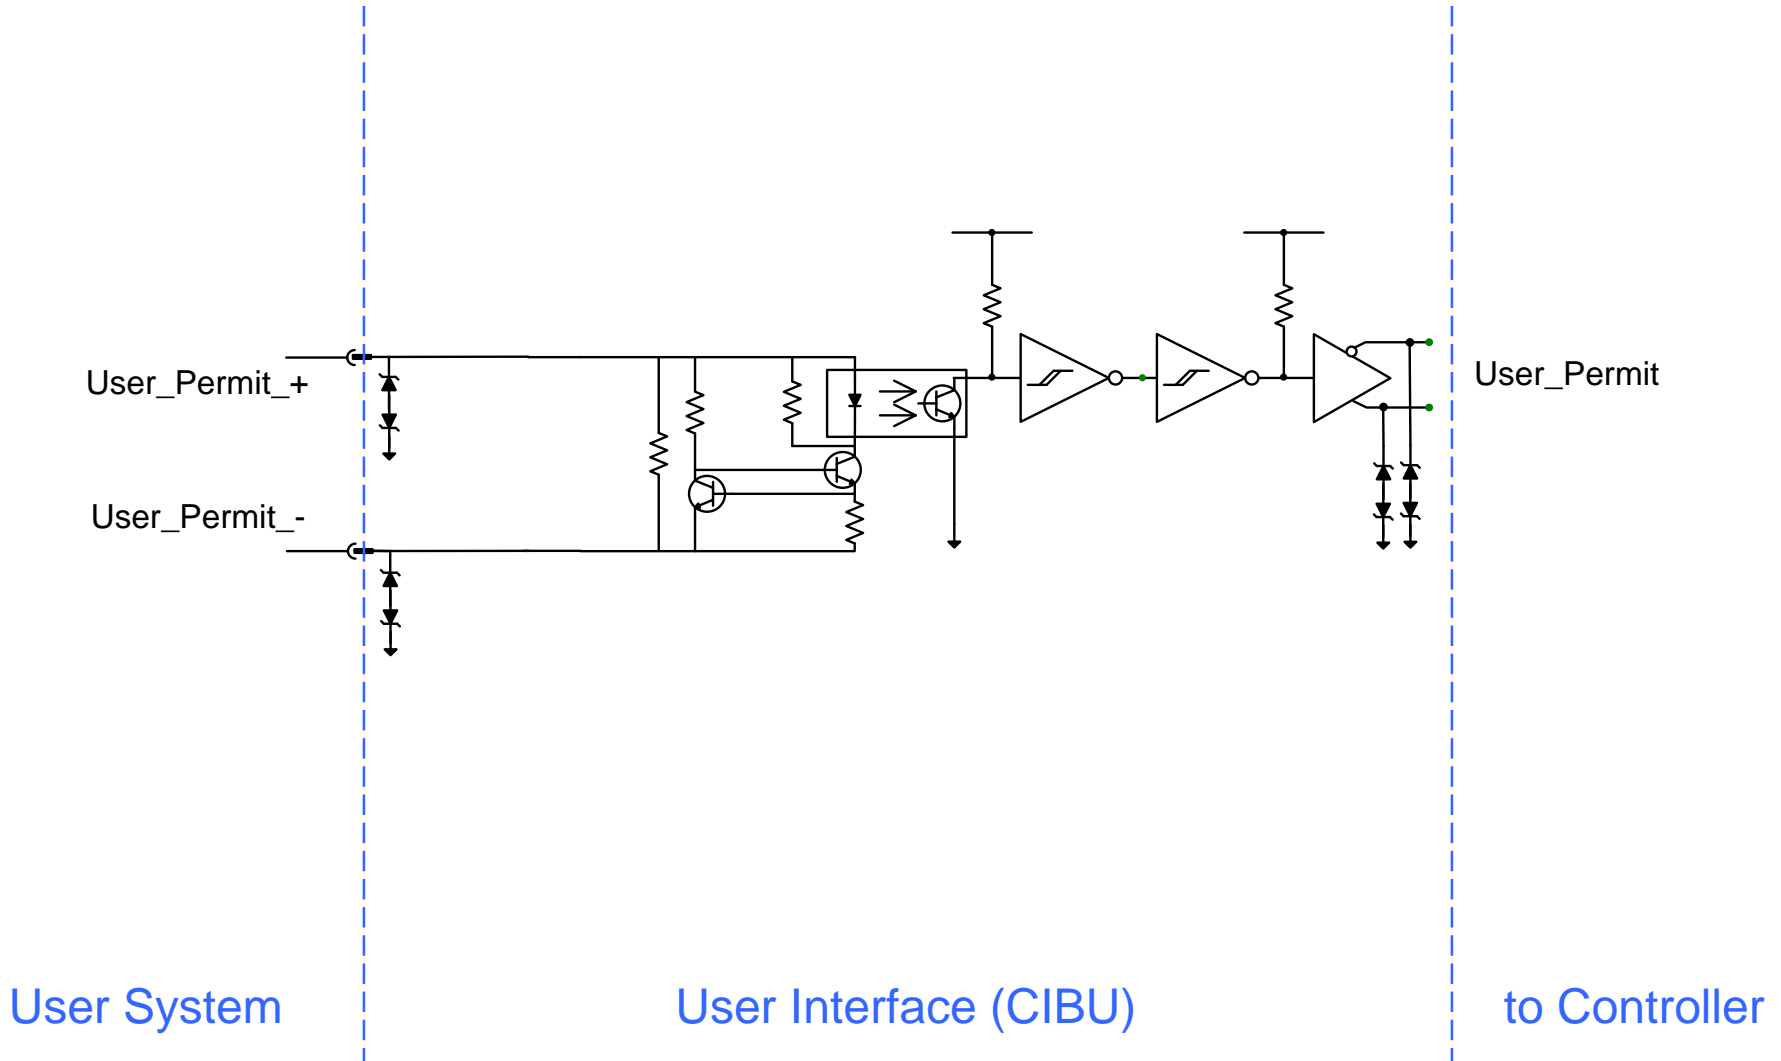 User_Permit_+
User_Permit
User_Permit_-
User System
User Interface (CIBU)
to Controller